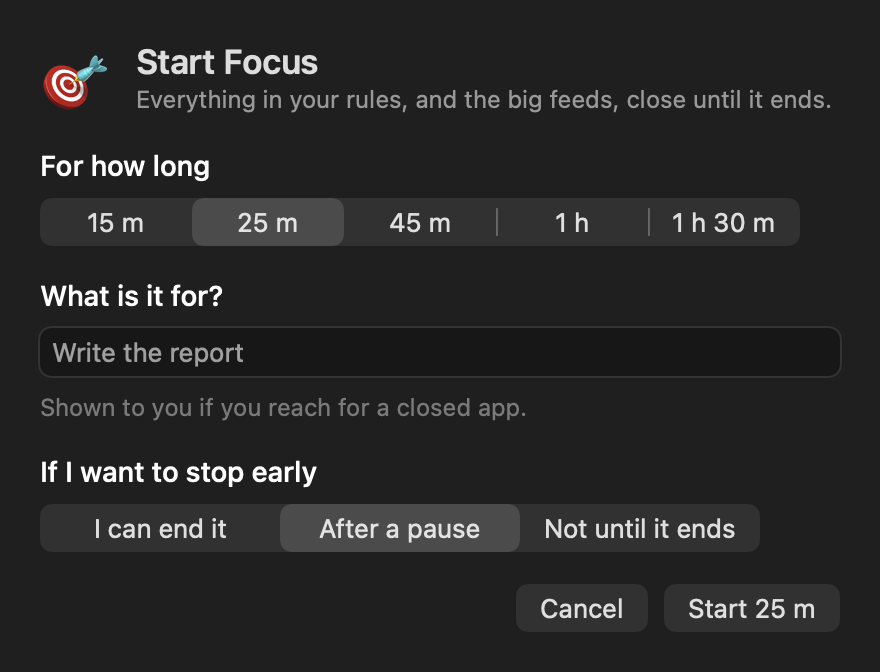 Start Focus
Everything in your rules, and the big feeds, close until it ends.
For how long
15 m 25 m 45 m 1 h 1 h 30 m
What is it for?
Write the report
Shown to you if you reach for a closed app.
If I want to stop early
I can end it After a pause Not until it ends
Cancel Start 25 m